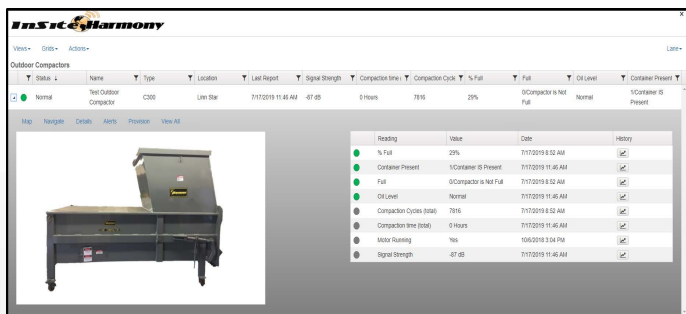 InSite Harmony
x
Views Grids Actions Lane
Outdoor Compactors
Status ↓ Name Type Location Last Report Signal Strength Compaction time ( Compaction Cycle % Full Full Oil Level Container Present
Normal Test Outdoor Compactor C300 Linn Star 7/17/2019 11:46 AM -87 dB 0 Hours 7816 29% 0/Compactor is Not Full Normal 1/Container IS Present
Map Navigate Details Alerts Provision View All
Reading Value Date History
% Full 29% 7/17/2019 8:52 AM
Container Present 1/Container IS Present 7/17/2019 11:46 AM
Full 0/Compactor is Not Full 7/17/2019 8:52 AM
Oil Level Normal 7/17/2019 11:46 AM
Compaction Cycles (total) 7816 7/17/2019 8:52 AM
Compaction time (total) 0 Hours 7/17/2019 11:46 AM
Motor Running Yes 10/6/2018 3:04 PM
Signal Strength -87 dB 7/17/2019 11:46 AM